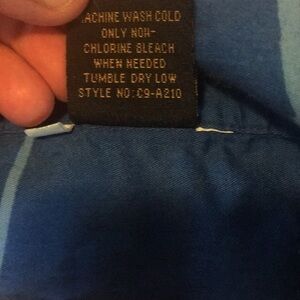 MACHINE WASH COLD
ONLY NON-
CHLORINE BLEACH
WHEN NEEDED
TUMBLE DRY LOW
STYLE NO:C9-A210